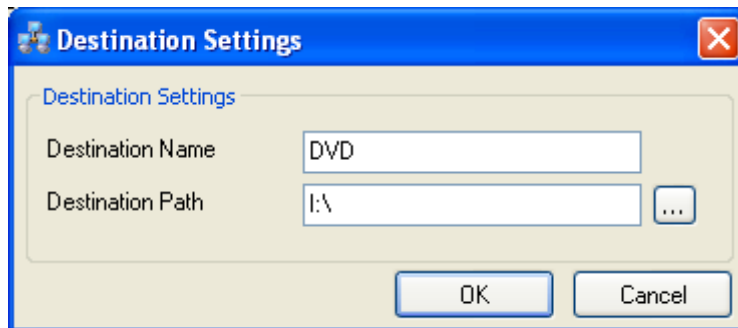 Destination Settings
Destination Settings
Destination Name DVD
Destination Path I:\ ...
OK Cancel